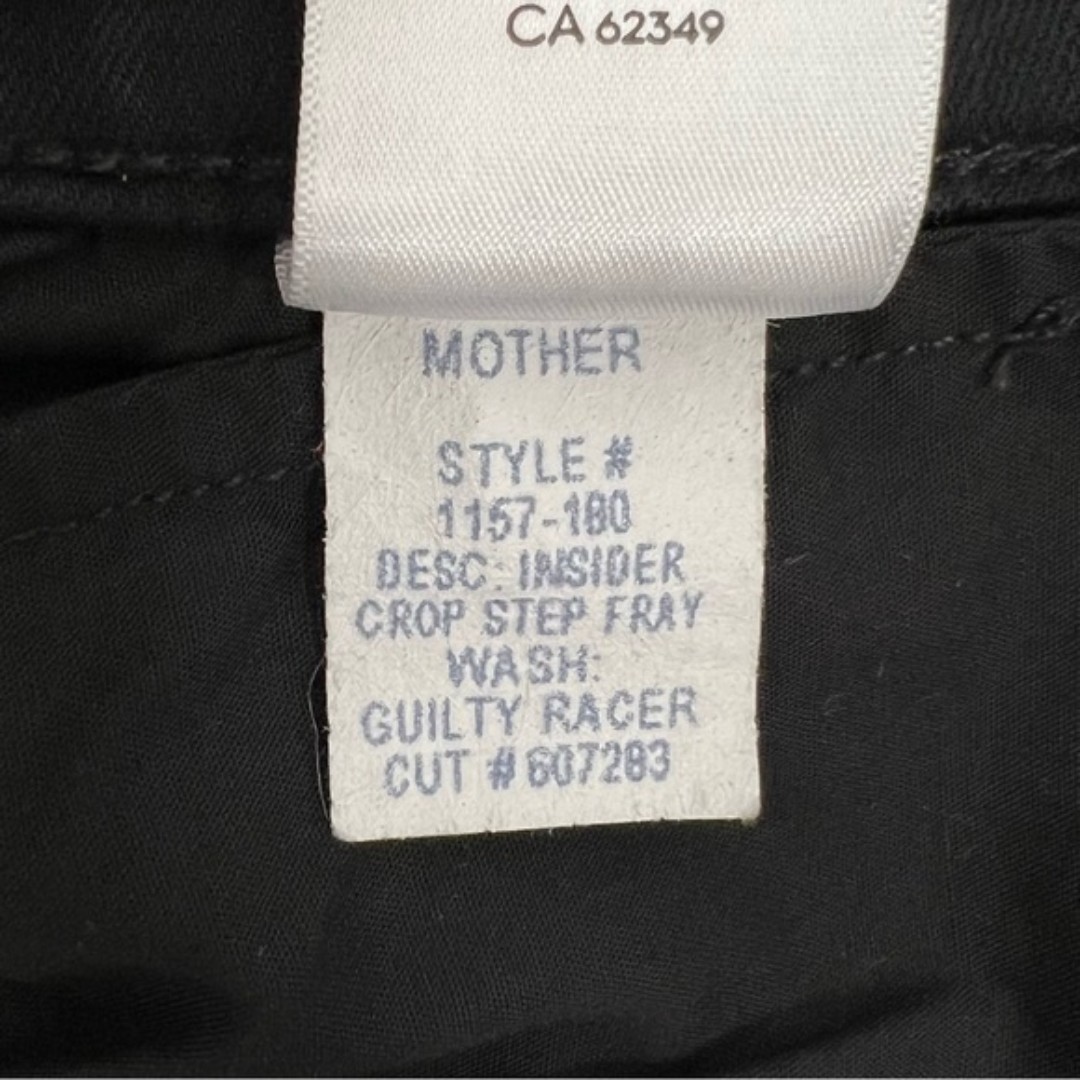 CA 62349
MOTHER
STYLE #
1157-180
DESC: INSIDER
CROP STEP FRAY
WASH:
GUILTY RACER
CUT # 607283